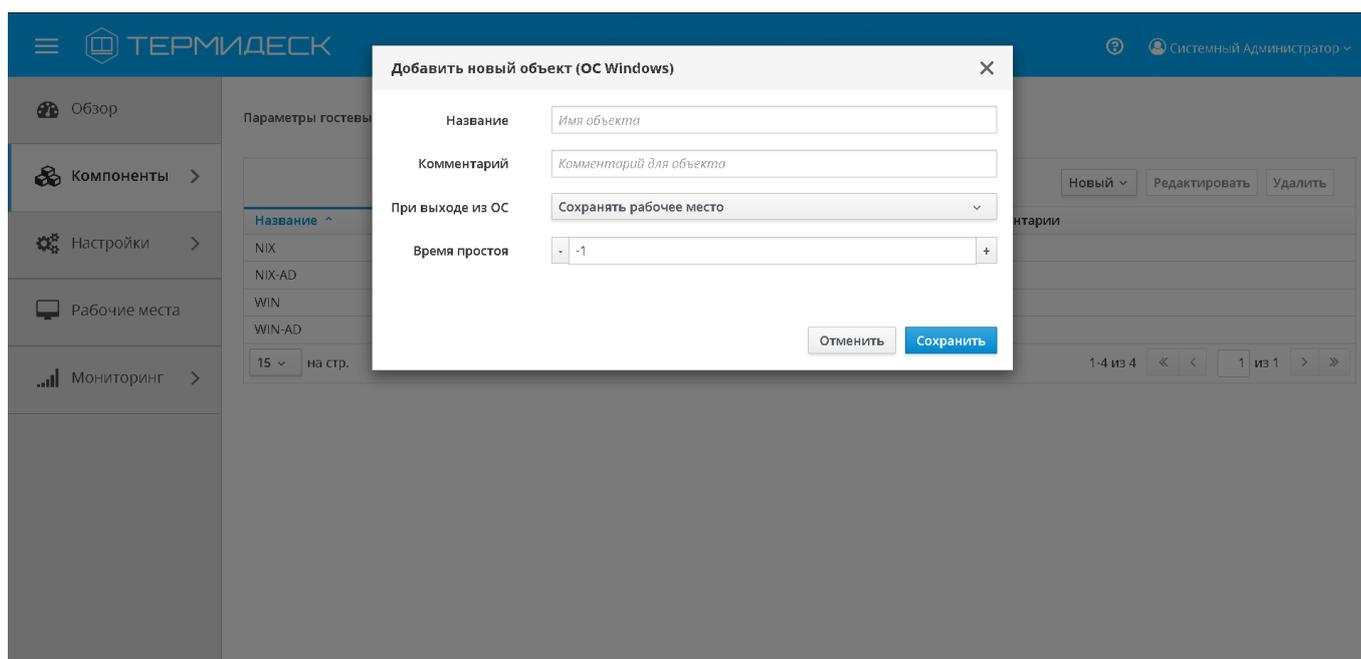 ТЕРМИДЕСК
Системный Администратор
Обзор
Компоненты
Настройки
Рабочие места
Мониторинг
Параметры гостевы
Новый Редактировать Удалить
Название нтарии
NIX
NIX-AD
WIN
WIN-AD
15 на стр. 1-4 из 4 1 из 1
Добавить новый объект (ОС Windows)
Название Имя объекта
Комментарий Комментарий для объекта
При выходе из ОС Сохранять рабочее место
Время простоя - -1 +
Отменить Сохранить